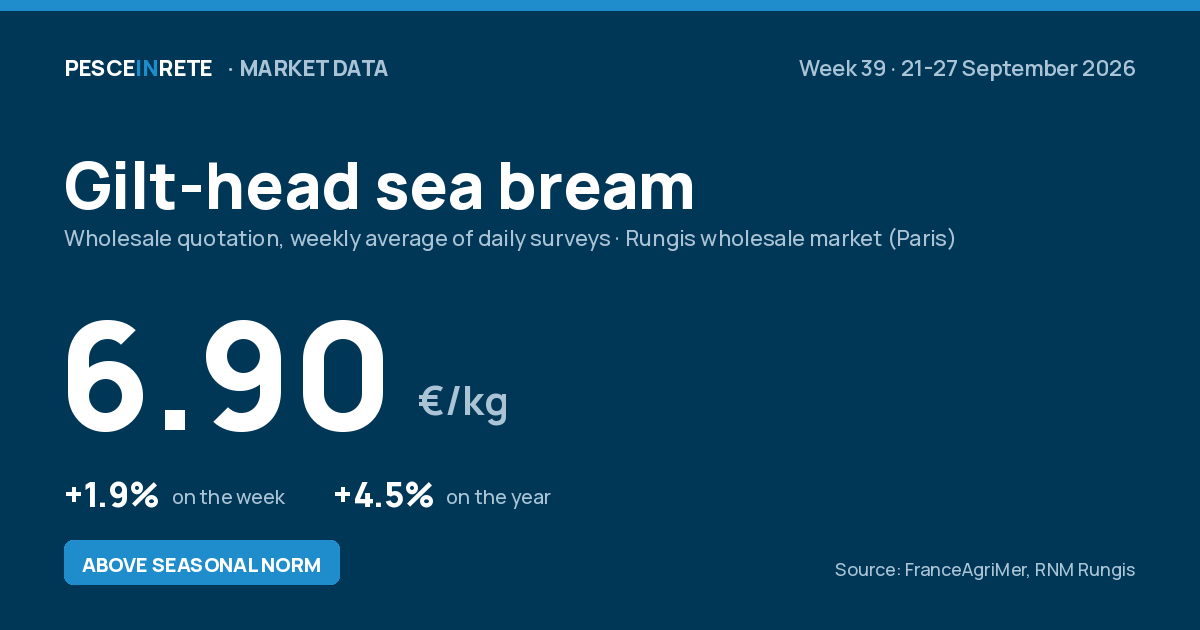 PESCEINRETE · MARKET DATA
Week 39 · 21-27 September 2026
Gilt-head sea bream
Wholesale quotation, weekly average of daily surveys · Rungis wholesale market (Paris)
6.90 €/kg
+1.9% on the week +4.5% on the year
ABOVE SEASONAL NORM
Source: FranceAgriMer, RNM Rungis